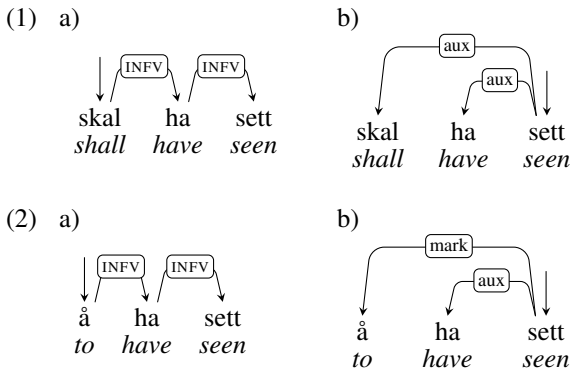 (1) a) b)
INFV INFV
aux
aux
skal ha sett
shall have seen
skal ha sett
shall have seen
(2) a) b)
INFV INFV
mark
aux
å ha sett
to have seen
å ha sett
to have seen